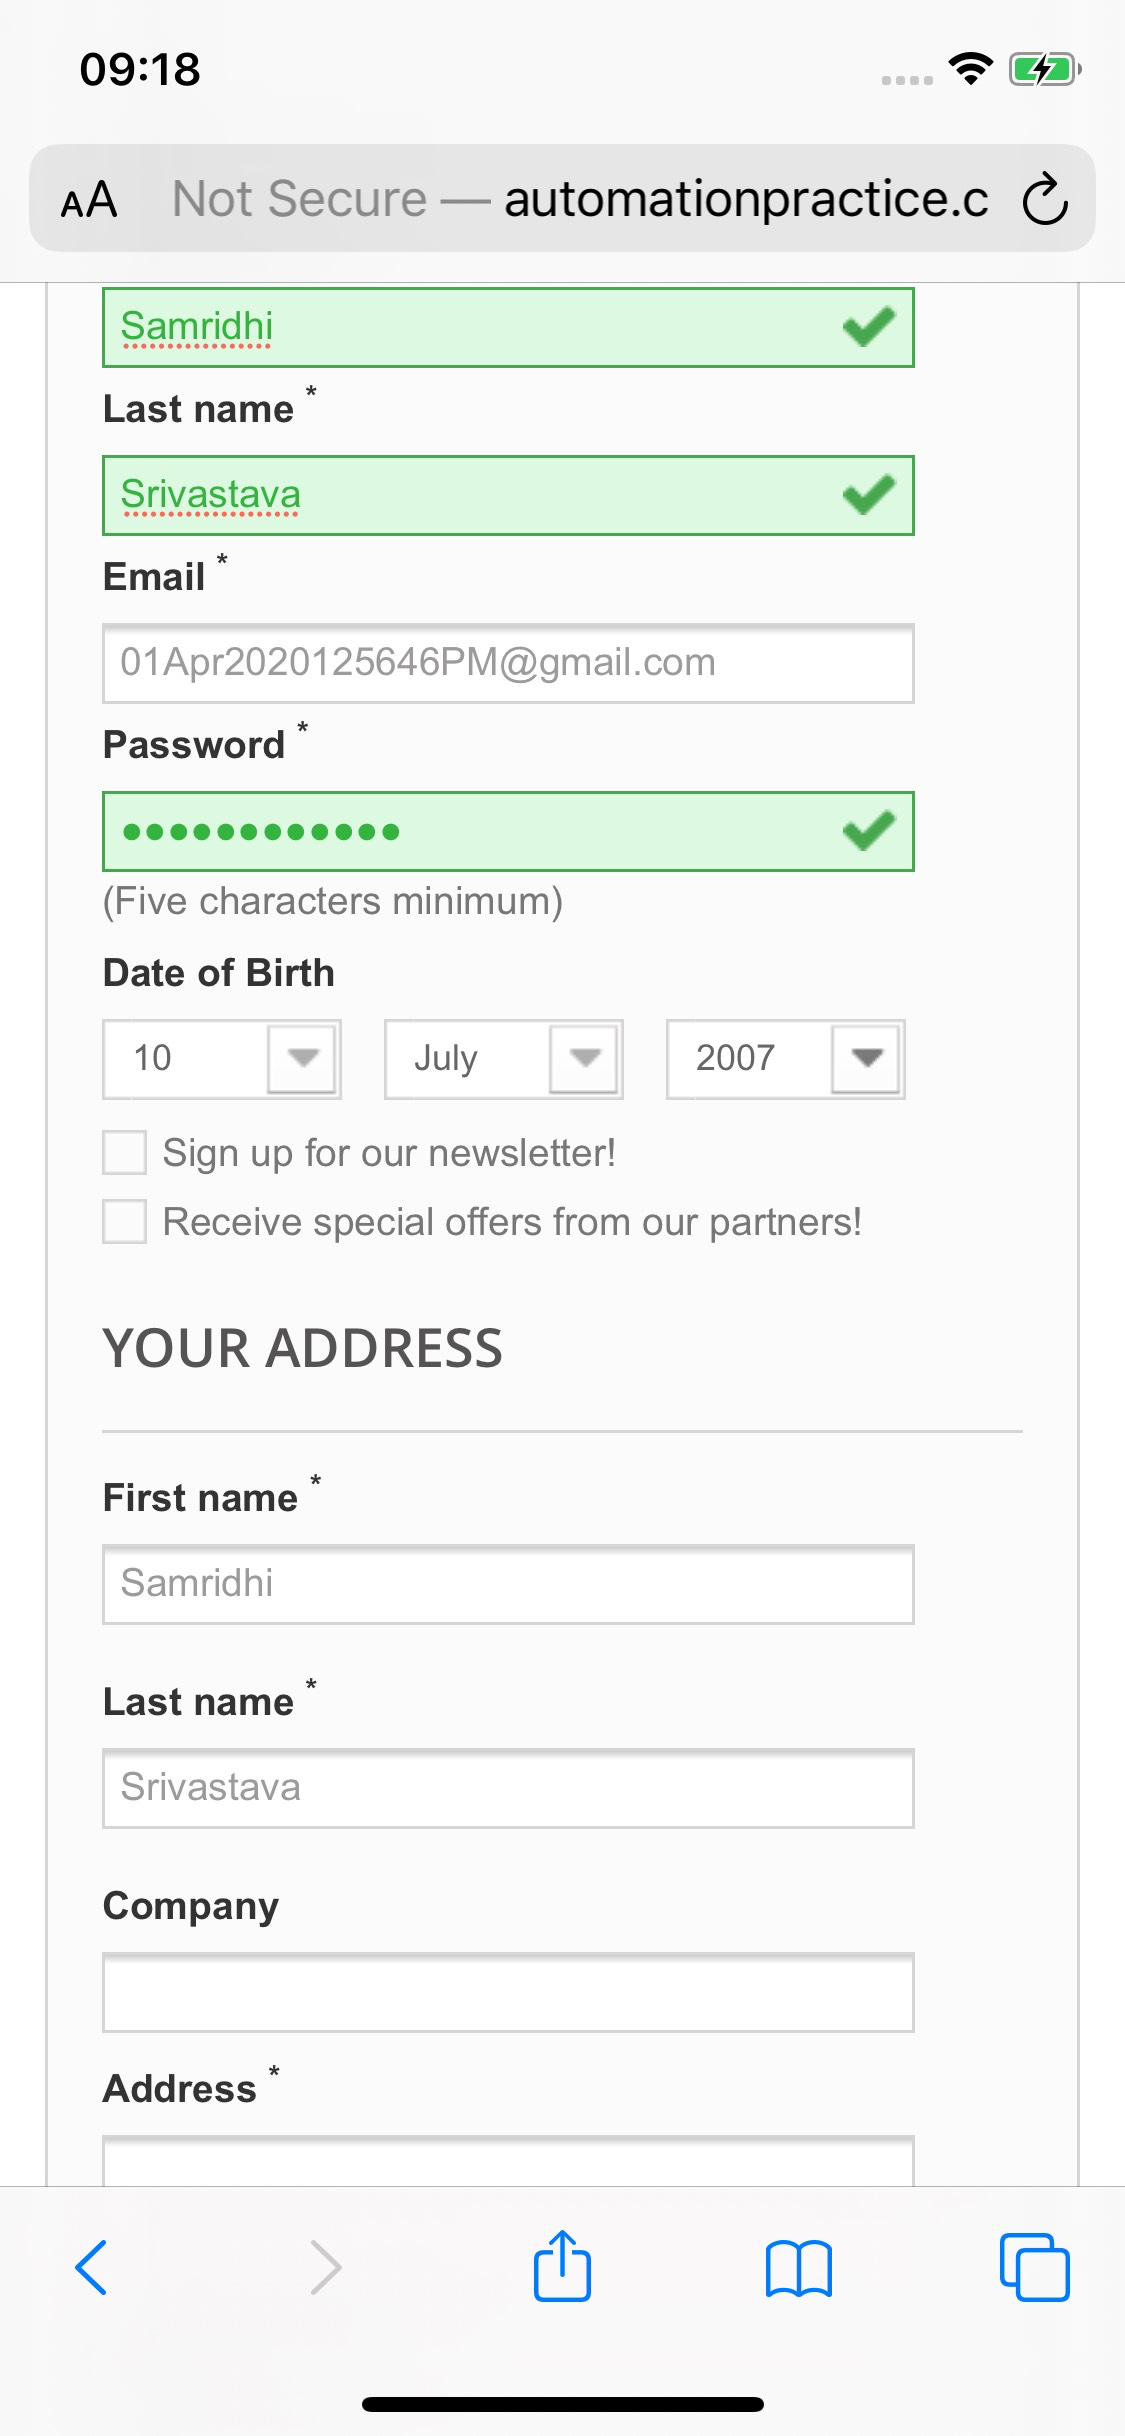 09:18
AA Not Secure — automationpractice.c
Samridhi
Last name *
Srivastava
Email *
01Apr2020125646PM@gmail.com
Password *
••••••••••••
(Five characters minimum)
Date of Birth
10 July 2007
Sign up for our newsletter!
Receive special offers from our partners!
YOUR ADDRESS
First name *
Samridhi
Last name *
Srivastava
Company
Address *